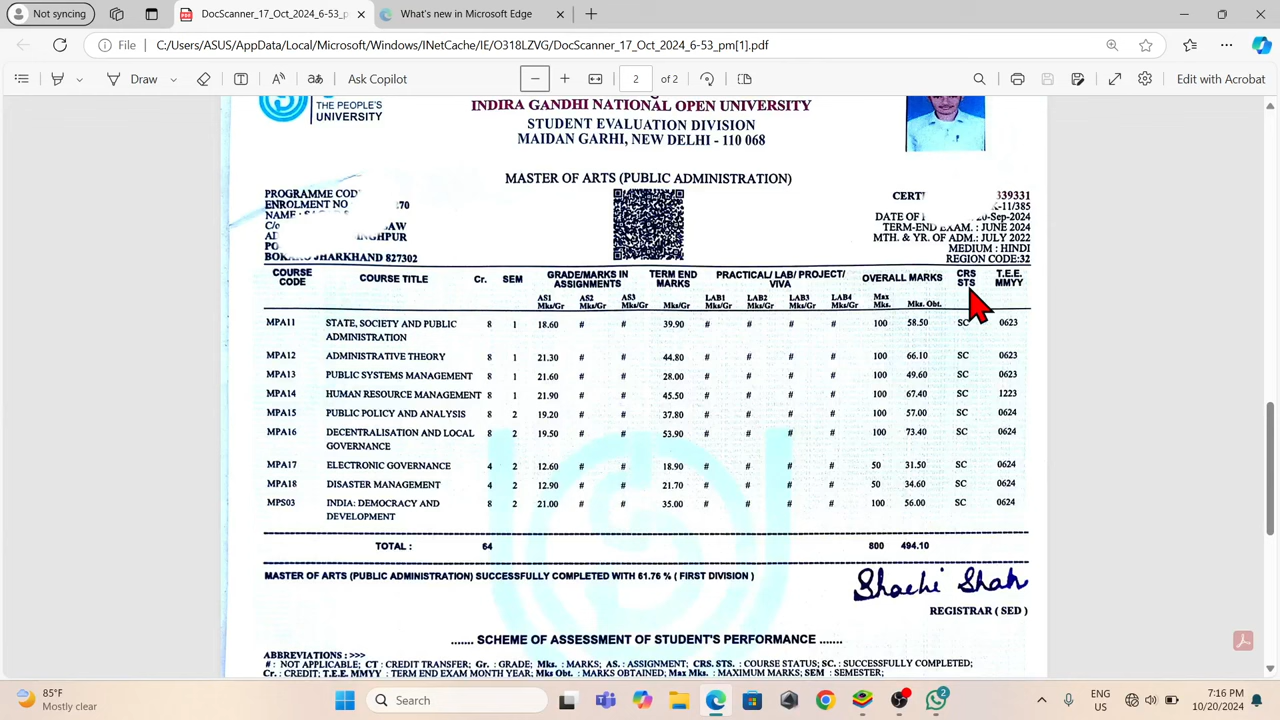 Not syncing
DocScanner_17_Oct_2024_6-53_p
What's new in Microsoft Edge
File C:/Users/ASUS/AppData/Local/Microsoft/Windows/INetCache/IE/O318LZVG/DocScanner_17_Oct_2024_6-53_pm[1].pdf
Draw Ask Copilot 2 of 2 Edit with Acrobat
THE PEOPLE'S
UNIVERSITY
INDIRA GANDHI NATIONAL OPEN UNIVERSITY
STUDENT EVALUATION DIVISION
MAIDAN GARHI, NEW DELHI - 110 068
MASTER OF ARTS (PUBLIC ADMINISTRATION)
PROGRAMME COD
ENROLMENT NO 270
NAME: AW
C/o
AD INGHPUR
PO
BOKARO JHARKHAND 827302
CERT 339331
K-11/385
DATE OF 20-Sep-2024
TERM-END EXAM. : JUNE 2024
MTH. & YR. OF ADM.: JULY 2022
MEDIUM : HINDI
REGION CODE:32
COURSE CODE COURSE TITLE Cr. SEM GRADE/MARKS IN ASSIGNMENTS TERM END MARKS PRACTICAL/ LAB/ PROJECT/ VIVA OVERALL MARKS CRS STS T.E.E. MMYY
AS1 Mks/Gr AS2 Mks/Gr AS3 Mks/Gr Mks/Gr LAB1 Mks/Gr LAB2 Mks/Gr LAB3 Mks/Gr LAB4 Mks/Gr Max Mks. Mks. Obt.
MPA11 STATE, SOCIETY AND PUBLIC 8 1 18.60 # # 39.90 # # # # 100 58.50 SC 0623
ADMINISTRATION
MPA12 ADMINISTRATIVE THEORY 8 1 21.30 # # 44.80 # # # # 100 66.10 SC 0623
MPA13 PUBLIC SYSTEMS MANAGEMENT 8 1 21.60 # # 28.00 # # # # 100 49.60 SC 0623
MPA14 HUMAN RESOURCE MANAGEMENT 8 1 21.90 # # 45.50 # # # # 100 67.40 SC 1223
MPA15 PUBLIC POLICY AND ANALYSIS 8 2 19.20 # # 37.80 # # # # 100 57.00 SC 0624
MPA16 DECENTRALISATION AND LOCAL 8 2 19.50 # # 53.90 # # # # 100 73.40 SC 0624
GOVERNANCE
MPA17 ELECTRONIC GOVERNANCE 4 2 12.60 # # 18.90 # # # # 50 31.50 SC 0624
MPA18 DISASTER MANAGEMENT 4 2 12.90 # # 21.70 # # # # 50 34.60 SC 0624
MPS03 INDIA: DEMOCRACY AND 8 2 21.00 # # 35.00 # # # # 100 56.00 SC 0624
DEVELOPMENT
TOTAL : 64 800 494.10
MASTER OF ARTS (PUBLIC ADMINISTRATION) SUCCESSFULLY COMPLETED WITH 61.76 % ( FIRST DIVISION )
Shachi Shah
REGISTRAR ( SED )
....... SCHEME OF ASSESSMENT OF STUDENT'S PERFORMANCE .......
ABBREVIATIONS : >>>
# : NOT APPLICABLE; CT : CREDIT TRANSFER; Gr. : GRADE; Mks. : MARKS; AS. : ASSIGNMENT; CRS. STS. : COURSE STATUS; SC. : SUCCESSFULLY COMPLETED;
Cr. : CREDIT; T.E.E. MMYY : TERM END EXAM MONTH YEAR; Mks Obt. : MARKS OBTAINED; Max Mks. : MAXIMUM MARKS; SEM : SEMESTER;
85°F
Mostly clear
Search
2
ENG
US
7:16 PM
10/20/2024